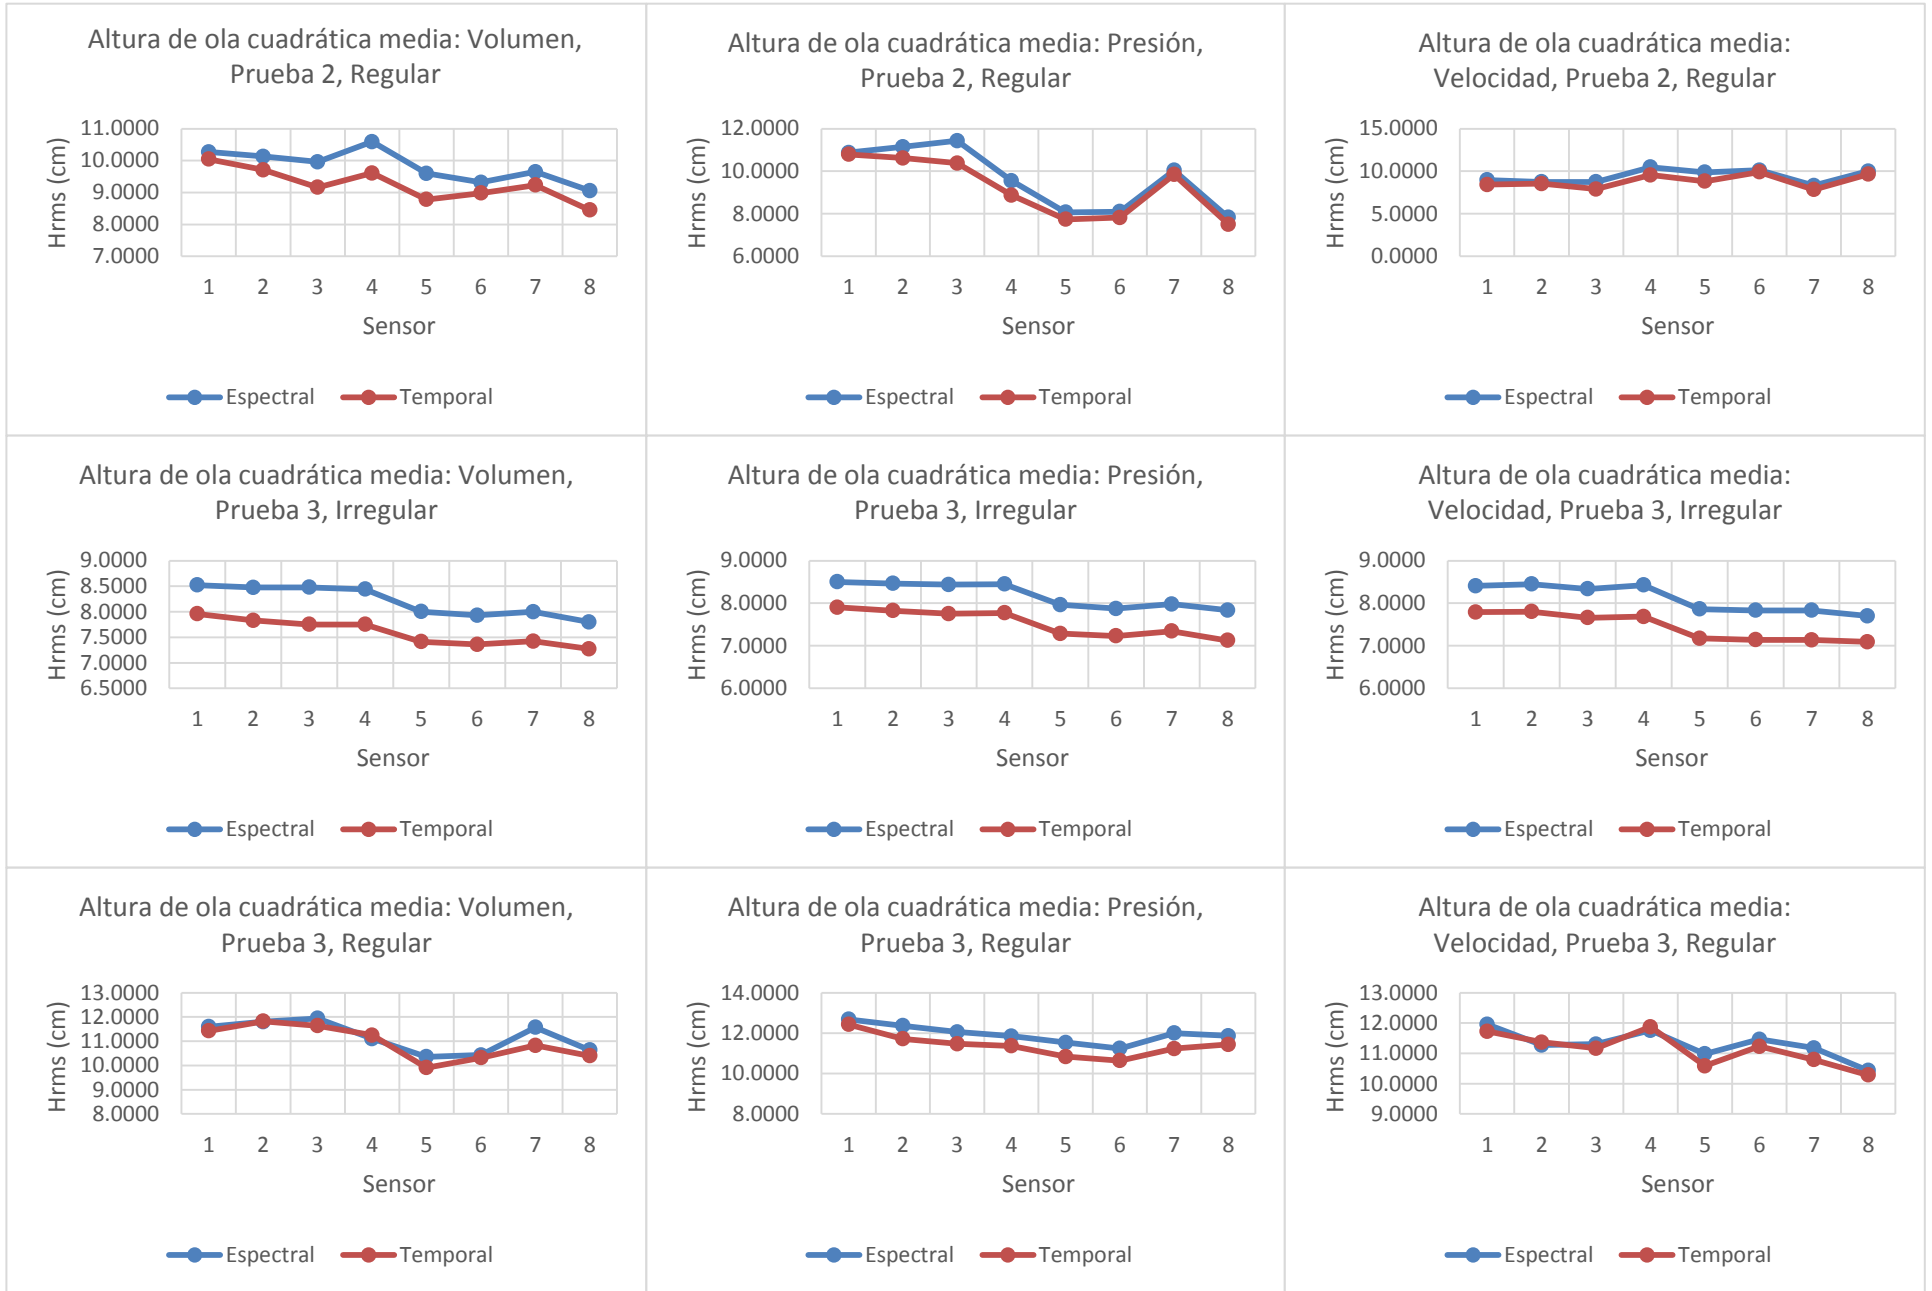 Altura de ola cuadrática media: Volumen,
Prueba 2, Regular
Hrms (cm)
11.0000
10.0000
9.0000
8.0000
7.0000
1 2 3 4 5 6 7 8
Sensor
Espectral Temporal
Altura de ola cuadrática media: Presión,
Prueba 2, Regular
Hrms (cm)
12.0000
10.0000
8.0000
6.0000
1 2 3 4 5 6 7 8
Sensor
Espectral Temporal
Altura de ola cuadrática media:
Velocidad, Prueba 2, Regular
Hrms (cm)
15.0000
10.0000
5.0000
0.0000
1 2 3 4 5 6 7 8
Sensor
Espectral Temporal
Altura de ola cuadrática media: Volumen,
Prueba 3, Irregular
Hrms (cm)
9.0000
8.5000
8.0000
7.5000
7.0000
6.5000
1 2 3 4 5 6 7 8
Sensor
Espectral Temporal
Altura de ola cuadrática media: Presión,
Prueba 3, Irregular
Hrms (cm)
9.0000
8.0000
7.0000
6.0000
1 2 3 4 5 6 7 8
Sensor
Espectral Temporal
Altura de ola cuadrática media:
Velocidad, Prueba 3, Irregular
Hrms (cm)
9.0000
8.0000
7.0000
6.0000
1 2 3 4 5 6 7 8
Sensor
Espectral Temporal
Altura de ola cuadrática media: Volumen,
Prueba 3, Regular
Hrms (cm)
13.0000
12.0000
11.0000
10.0000
9.0000
8.0000
1 2 3 4 5 6 7 8
Sensor
Espectral Temporal
Altura de ola cuadrática media: Presión,
Prueba 3, Regular
Hrms (cm)
14.0000
12.0000
10.0000
8.0000
1 2 3 4 5 6 7 8
Sensor
Espectral Temporal
Altura de ola cuadrática media:
Velocidad, Prueba 3, Regular
Hrms (cm)
13.0000
12.0000
11.0000
10.0000
9.0000
1 2 3 4 5 6 7 8
Sensor
Espectral Temporal